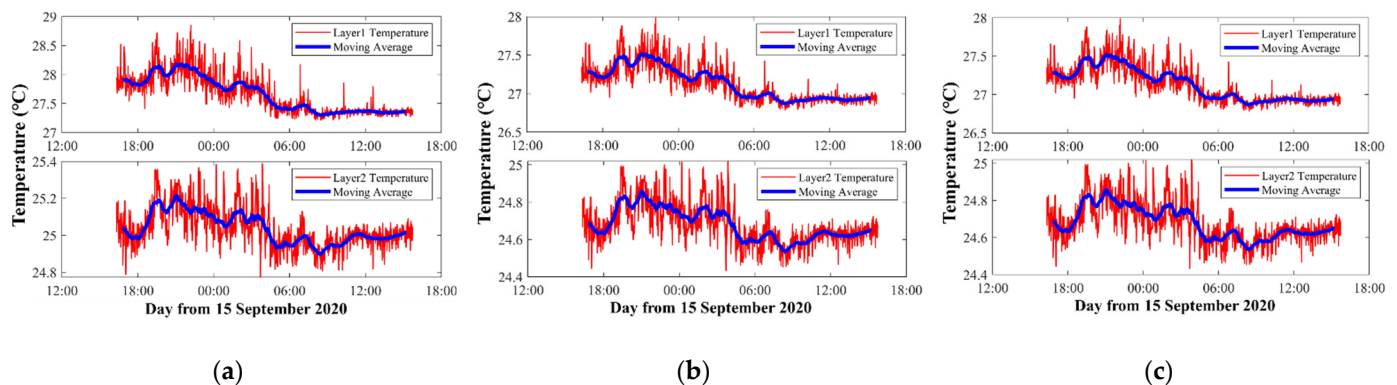 29
28.5
28
27.5
27
Layer1 Temperature
Moving Average
12:00 18:00 00:00 06:00 12:00 18:00
25.4
25.2
25
24.8
Layer2 Temperature
Moving Average
12:00 18:00 00:00 06:00 12:00 18:00
Temperature (°C)
Day from 15 September 2020
(a)
28
27.5
27
26.5
Layer1 Temperature
Moving Average
12:00 18:00 00:00 06:00 12:00 18:00
25
24.8
24.6
24.4
Layer2 Temperature
Moving Average
12:00 18:00 00:00 06:00 12:00 18:00
Temperature (°C)
Day from 15 September 2020
(b)
28
27.5
27
26.5
Layer1 Temperature
Moving Average
12:00 18:00 00:00 06:00 12:00 18:00
25
24.8
24.6
24.4
Layer2 Temperature
Moving Average
12:00 18:00 00:00 06:00 12:00 18:00
Temperature (°C)
Day from 15 September 2020
(c)